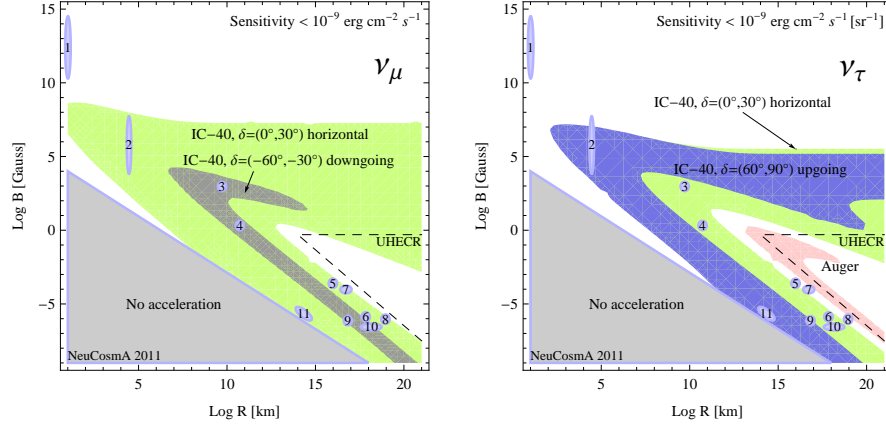 Sensitivity < 10⁻⁹ erg cm⁻² s⁻¹
ν_μ
IC−40, δ=(0°,30°) horizontal
IC−40, δ=(−60°,−30°) downgoing
1
2
3
4
5
7
6
8
9
10
11
UHECR
No acceleration
NeuCosmA 2011
15
10
5
0
−5
5
10
15
20
Log B [Gauss]
Log R [km]
Sensitivity < 10⁻⁹ erg cm⁻² s⁻¹ [sr⁻¹]
ν_τ
IC−40, δ=(0°,30°) horizontal
IC−40, δ=(60°,90°) upgoing
1
2
3
4
5
7
6
8
9
10
11
UHECR
Auger
No acceleration
NeuCosmA 2011
15
10
5
0
−5
5
10
15
20
Log B [Gauss]
Log R [km]